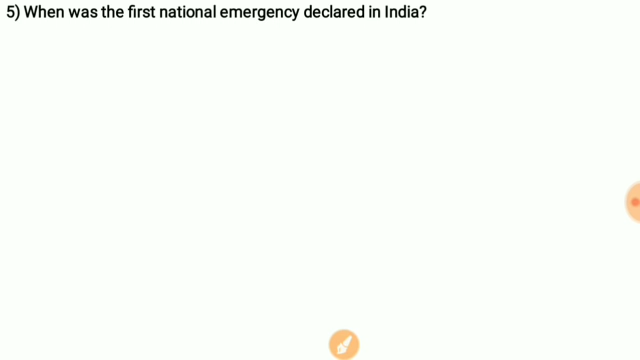 5) When was the first national emergency declared in India?